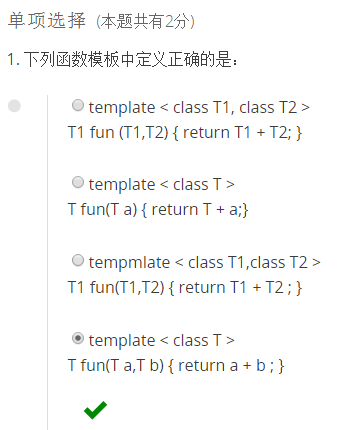 单项选择 (本题共有2分)
1. 下列函数模板中定义正确的是：
template < class T1, class T2 >
T1 fun (T1,T2) { return T1 + T2; }
template < class T >
T fun(T a) { return T + a;}
tempmlate < class T1,class T2 >
T1 fun(T1,T2) { return T1 + T2 ; }
template < class T >
T fun(T a,T b) { return a + b ; }